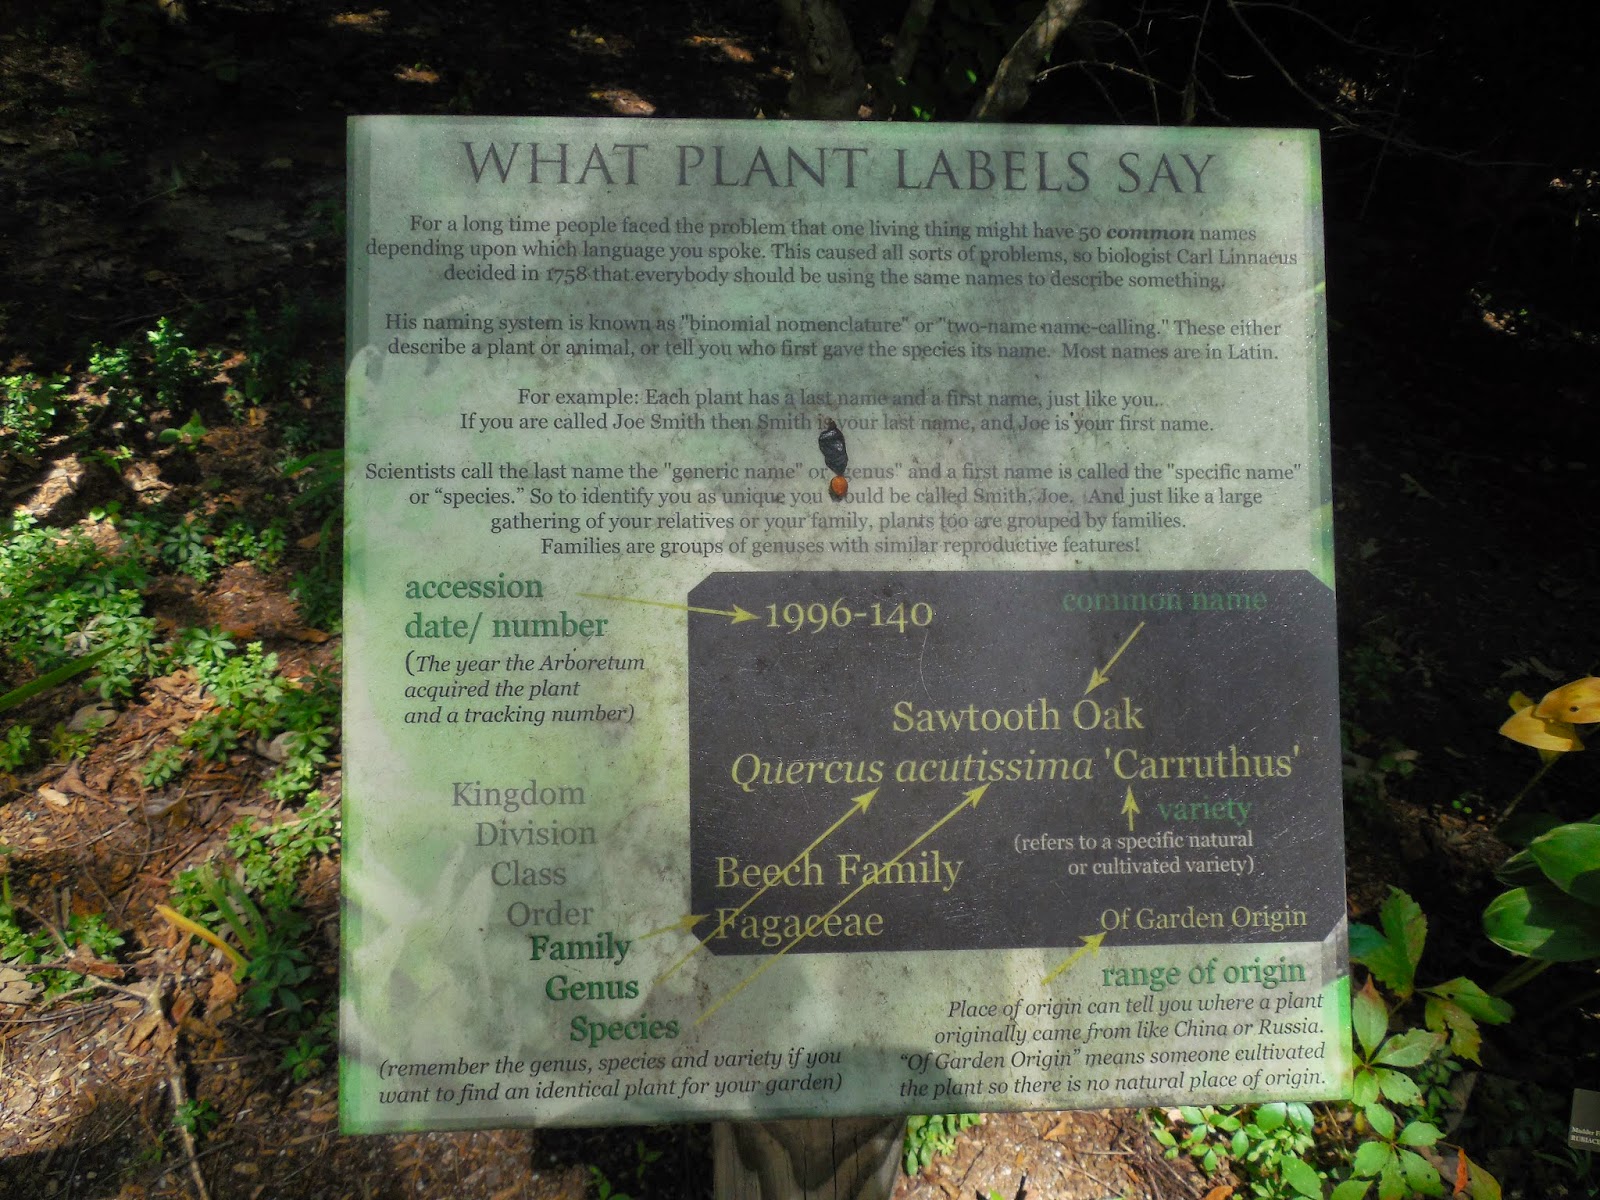 WHAT PLANT LABELS SAY
For a long time people faced the problem that one living thing might have 50 common names
depending upon which language you spoke. This caused all sorts of problems, so biologist Carl Linnaeus
decided in 1758 that everybody should be using the same names to describe something.
His naming system is known as "binomial nomenclature" or "two-name name-calling." These either
describe a plant or animal, or tell you who first gave the species its name. Most names are in Latin.
For example: Each plant has a last name and a first name, just like you.
If you are called Joe Smith then Smith is your last name, and Joe is your first name.
Scientists call the last name the "generic name" or "genus" and a first name is called the "specific name"
or “species.” So to identify you as unique you would be called Smith, Joe. And just like a large
gathering of your relatives or your family, plants too are grouped by families.
Families are groups of genuses with similar reproductive features!
accession
date/ number
(The year the Arboretum
acquired the plant
and a tracking number)
1996-140
common name
Sawtooth Oak
Quercus acutissima 'Carruthus'
variety
(refers to a specific natural
or cultivated variety)
Beech Family
Fagaceae
Of Garden Origin
Kingdom
Division
Class
Order
Family
Genus
Species
(remember the genus, species and variety if you
want to find an identical plant for your garden)
range of origin
Place of origin can tell you where a plant
originally came from like China or Russia.
“Of Garden Origin” means someone cultivated
the plant so there is no natural place of origin.